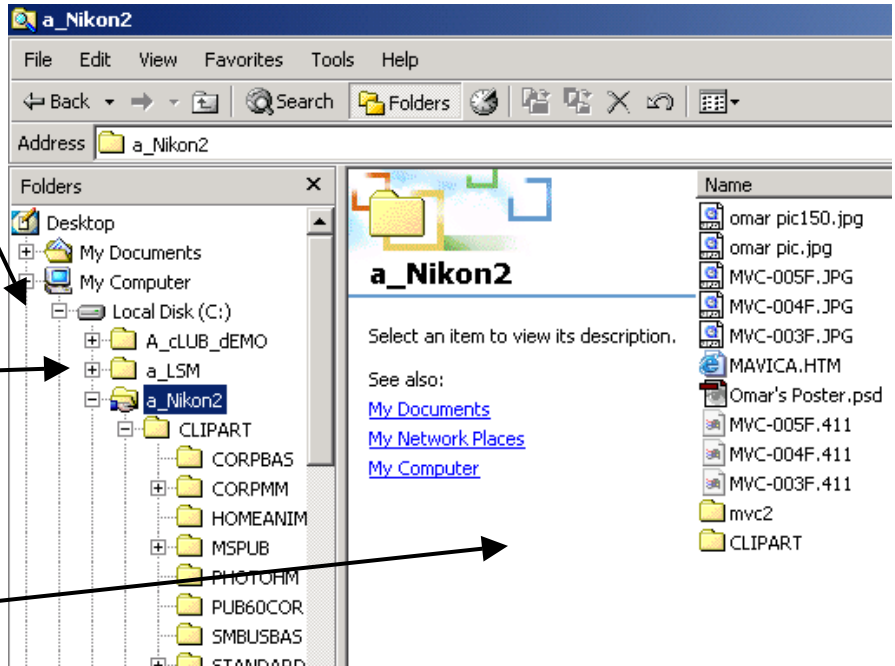 a_Nikon2
File Edit View Favorites Tools Help
Back Search Folders
Address a_Nikon2
Folders
Desktop
My Documents
My Computer
Local Disk (C:)
A_cLUB_dEMO
a_LSM
a_Nikon2
CLIPART
CORPBAS
CORPMM
HOMEANIM
MSPUB
PHOTOHM
PUB60COR
SMBUSBAS
STANDARD
a_Nikon2
Select an item to view its description.
See also:
My Documents
My Network Places
My Computer
Name
omar pic150.jpg
omar pic.jpg
MVC-005F.JPG
MVC-004F.JPG
MVC-003F.JPG
MAVICA.HTM
Omar's Poster.psd
MVC-005F.411
MVC-004F.411
MVC-003F.411
mvc2
CLIPART